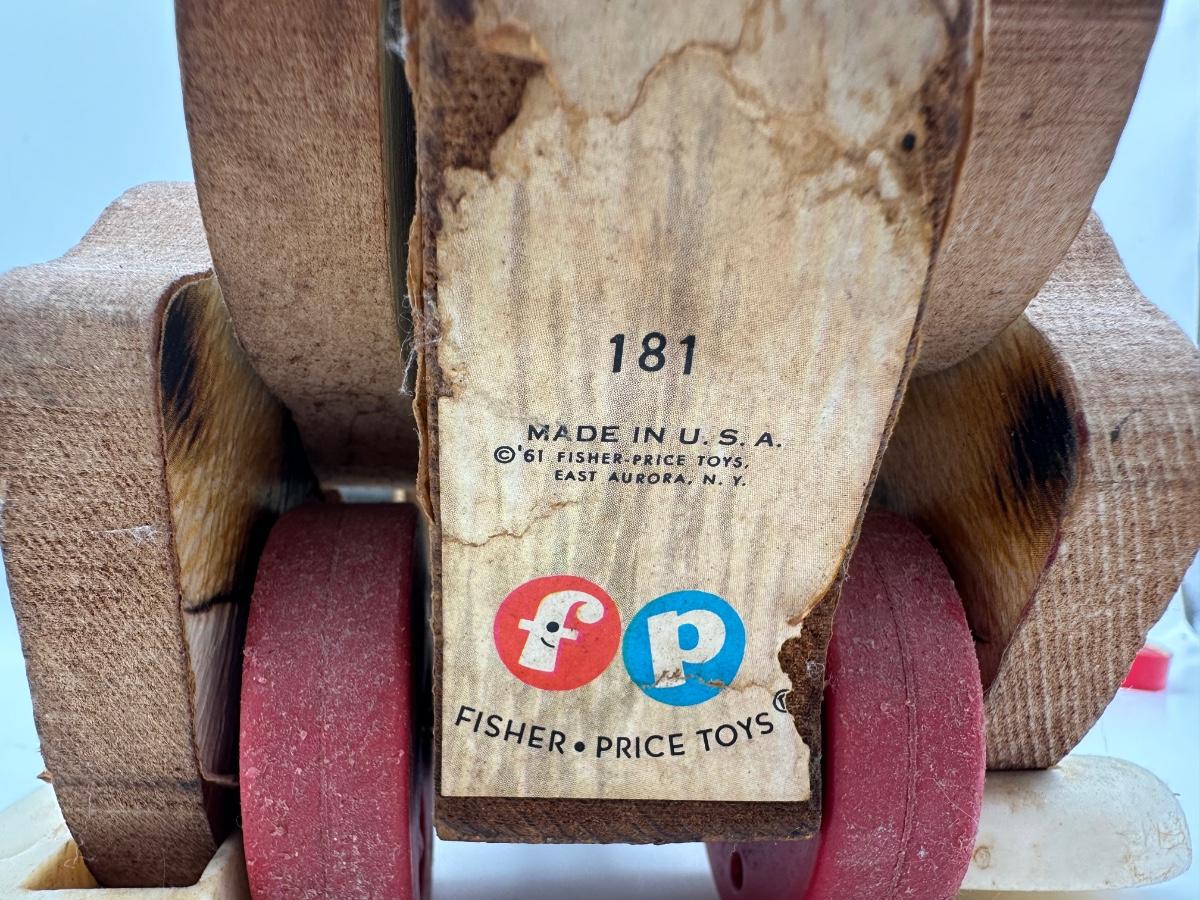 181
MADE IN U. S. A.
©'61 FISHER-PRICE TOYS,
EAST AURORA, N. Y.
fp
FISHER • PRICE TOYS®